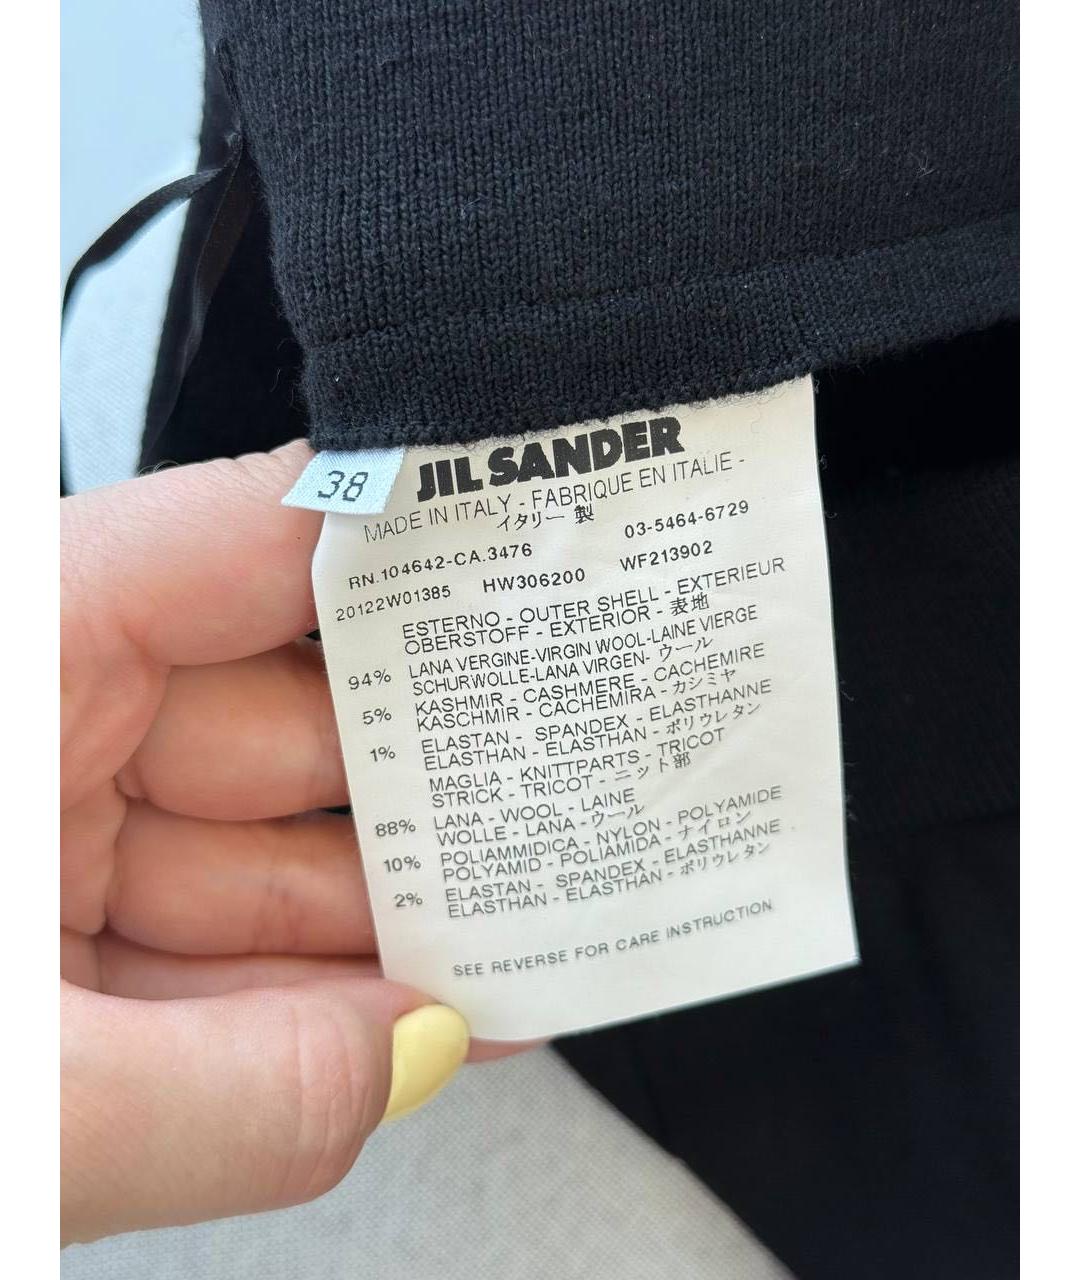 38
JIL SANDER
MADE IN ITALY - FABRIQUE EN ITALIE -
イタリー 製
RN.104642-CA.3476 03-5464-6729
20122W01385 HW306200 WF213902
ESTERNO - OUTER SHELL - EXTERIEUR
OBERSTOFF - EXTERIOR - 表地
94% LANA VERGINE-VIRGIN WOOL-LAINE VIERGE
SCHURWOLLE-LANA VIRGEN- ウール
5% KASHMIR - CASHMERE - CACHEMIRE
KASCHMIR - CACHEMIRA - カシミヤ
1% ELASTAN - SPANDEX - ELASTHANNE
ELASTHAN - ELASTHAN - ポリウレタン
MAGLIA - KNITTPARTS - TRICOT
STRICK - TRICOT - ニット部
88% LANA - WOOL - LAINE
WOLLE - LANA - ウール
10% POLIAMMIDICA - NYLON - POLYAMIDE
POLYAMID - POLIAMIDA - ナイロン
2% ELASTAN - SPANDEX - ELASTHANNE
ELASTHAN - ELASTHAN - ポリウレタン
SEE REVERSE FOR CARE INSTRUCTION